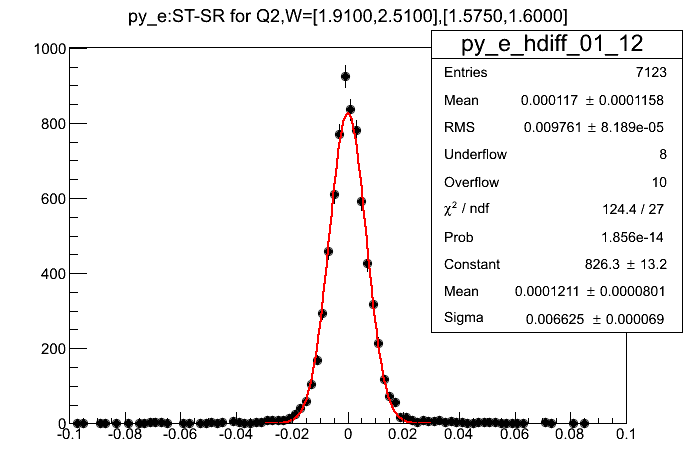 py_e:ST-SR for Q2,W=[1.9100,2.5100],[1.5750,1.6000]
py_e_hdiff_01_12
Entries 7123
Mean 0.000117 ± 0.0001158
RMS 0.009761 ± 8.189e-05
Underflow 8
Overflow 10
χ² / ndf 124.4 / 27
Prob 1.856e-14
Constant 826.3 ± 13.2
Mean 0.0001211 ± 0.0000801
Sigma 0.006625 ± 0.000069
1000
800
600
400
200
0
-0.1 -0.08 -0.06 -0.04 -0.02 0 0.02 0.04 0.06 0.08 0.1